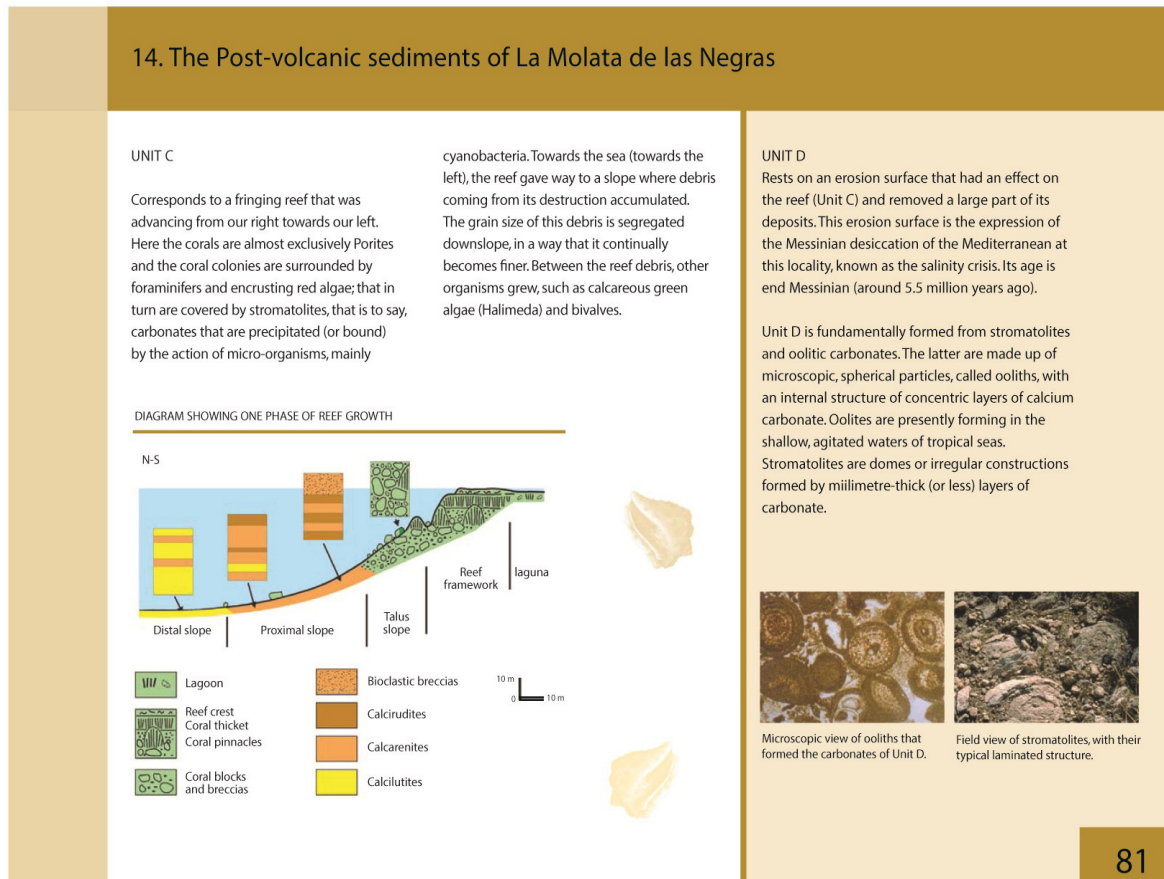 14. The Post-volcanic sediments of La Molata de las Negras
UNIT C
Corresponds to a fringing reef that was
advancing from our right towards our left.
Here the corals are almost exclusively Porites
and the coral colonies are surrounded by
foraminifers and encrusting red algae; that in
turn are covered by stromatolites, that is to say,
carbonates that are precipitated (or bound)
by the action of micro-organisms, mainly
cyanobacteria. Towards the sea (towards the
left), the reef gave way to a slope where debris
coming from its destruction accumulated.
The grain size of this debris is segregated
downslope, in a way that it continually
becomes finer. Between the reef debris, other
organisms grew, such as calcareous green
algae (Halimeda) and bivalves.
DIAGRAM SHOWING ONE PHASE OF REEF GROWTH
N-S
Distal slope
Proximal slope
Talus
slope
Reef
framework
laguna
Lagoon
Reef crest
Coral thicket
Coral pinnacles
Coral blocks
and breccias
Bioclastic breccias
Calcirudites
Calcarenites
Calcilutites
10 m
0
10 m
UNIT D
Rests on an erosion surface that had an effect on
the reef (Unit C) and removed a large part of its
deposits. This erosion surface is the expression of
the Messinian desiccation of the Mediterranean at
this locality, known as the salinity crisis. Its age is
end Messinian (around 5.5 million years ago).
Unit D is fundamentally formed from stromatolites
and oolitic carbonates. The latter are made up of
microscopic, spherical particles, called ooliths, with
an internal structure of concentric layers of calcium
carbonate. Oolites are presently forming in the
shallow, agitated waters of tropical seas.
Stromatolites are domes or irregular constructions
formed by miilimetre-thick (or less) layers of
carbonate.
Microscopic view of ooliths that
formed the carbonates of Unit D.
Field view of stromatolites, with their
typical laminated structure.
81